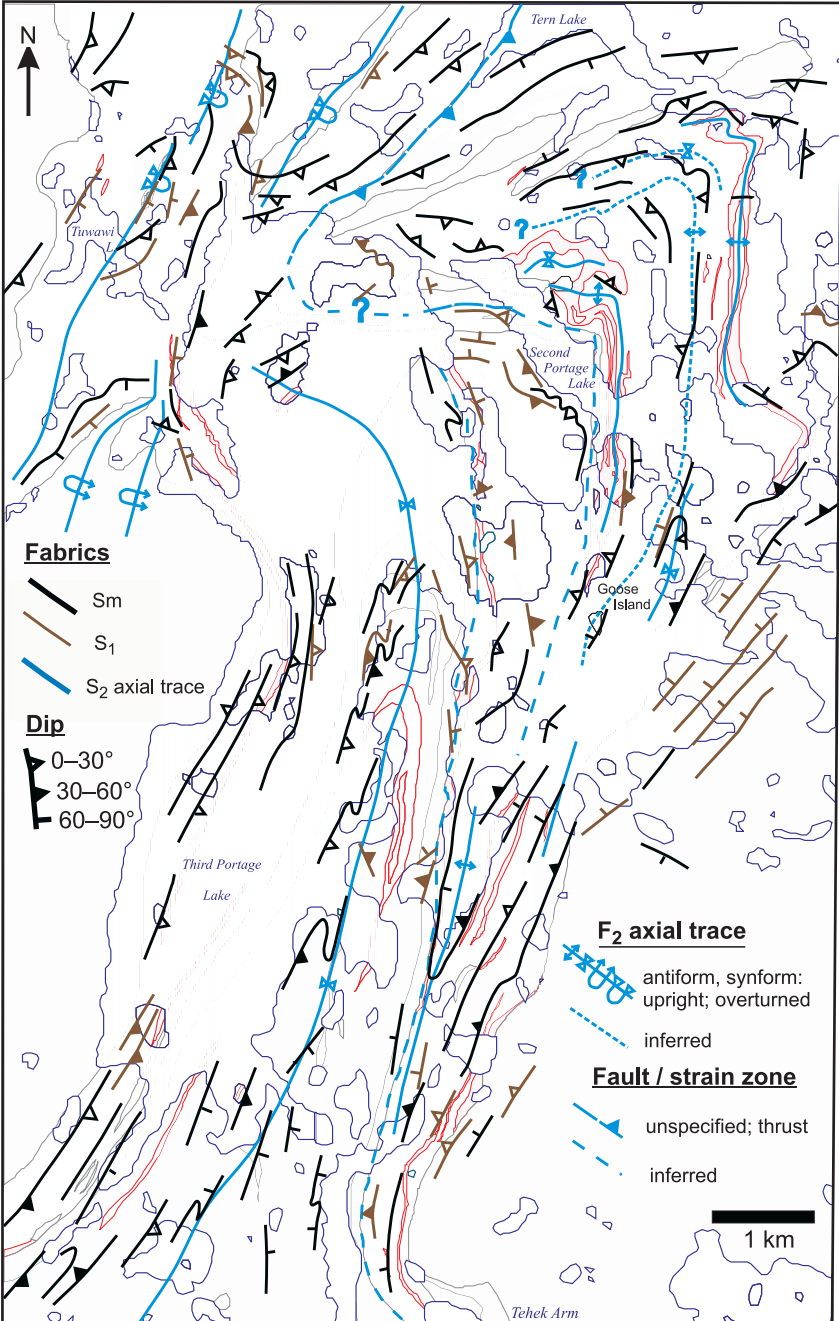 N
Tern Lake
Tuwawi
L
?
?
?
Second
Portage
Lake
Fabrics
Sm
S1
S2 axial trace
Goose
Island
Dip
0–30°
30–60°
60–90°
Third Portage
Lake
F2 axial trace
antiform, synform:
upright; overturned
inferred
Fault / strain zone
unspecified; thrust
inferred
1 km
Tehek Arm